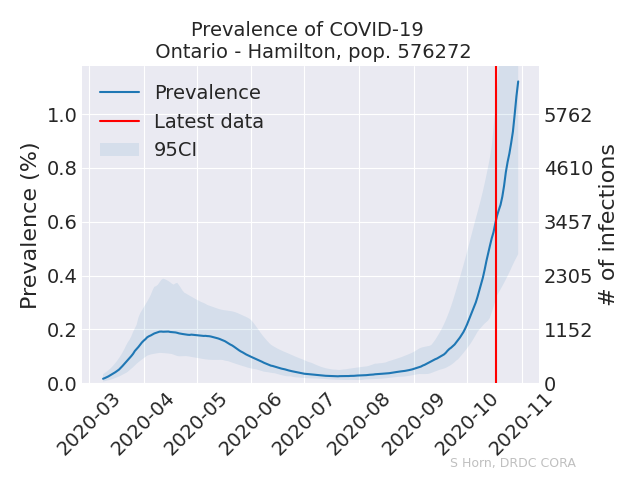 Prevalence of COVID-19
Ontario - Hamilton, pop. 576272
Prevalence
Latest data
95CI
Prevalence (%)
1.0
0.8
0.6
0.4
0.2
0.0
5762
4610
3457
2305
1152
0
# of infections
2020-03
2020-04
2020-05
2020-06
2020-07
2020-08
2020-09
2020-10
2020-11
S Horn, DRDC CORA